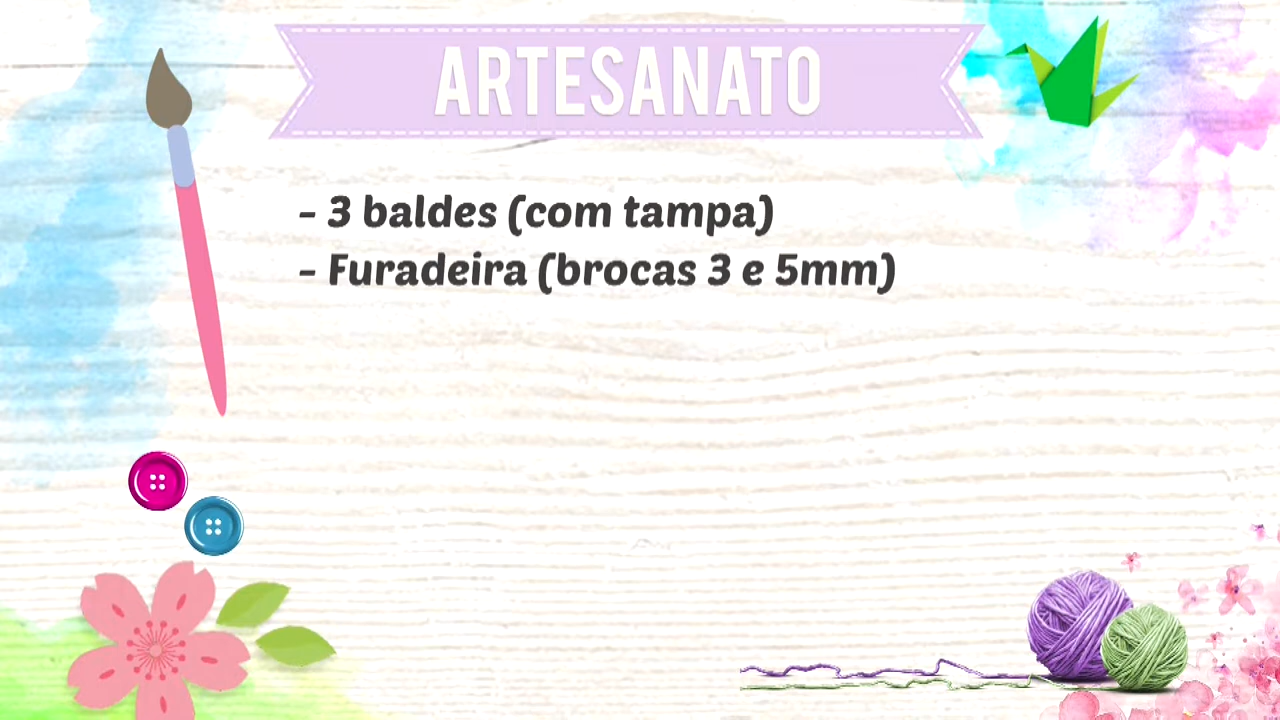 ARTESANATO
- 3 baldes (com tampa)
- Furadeira (brocas 3 e 5mm)